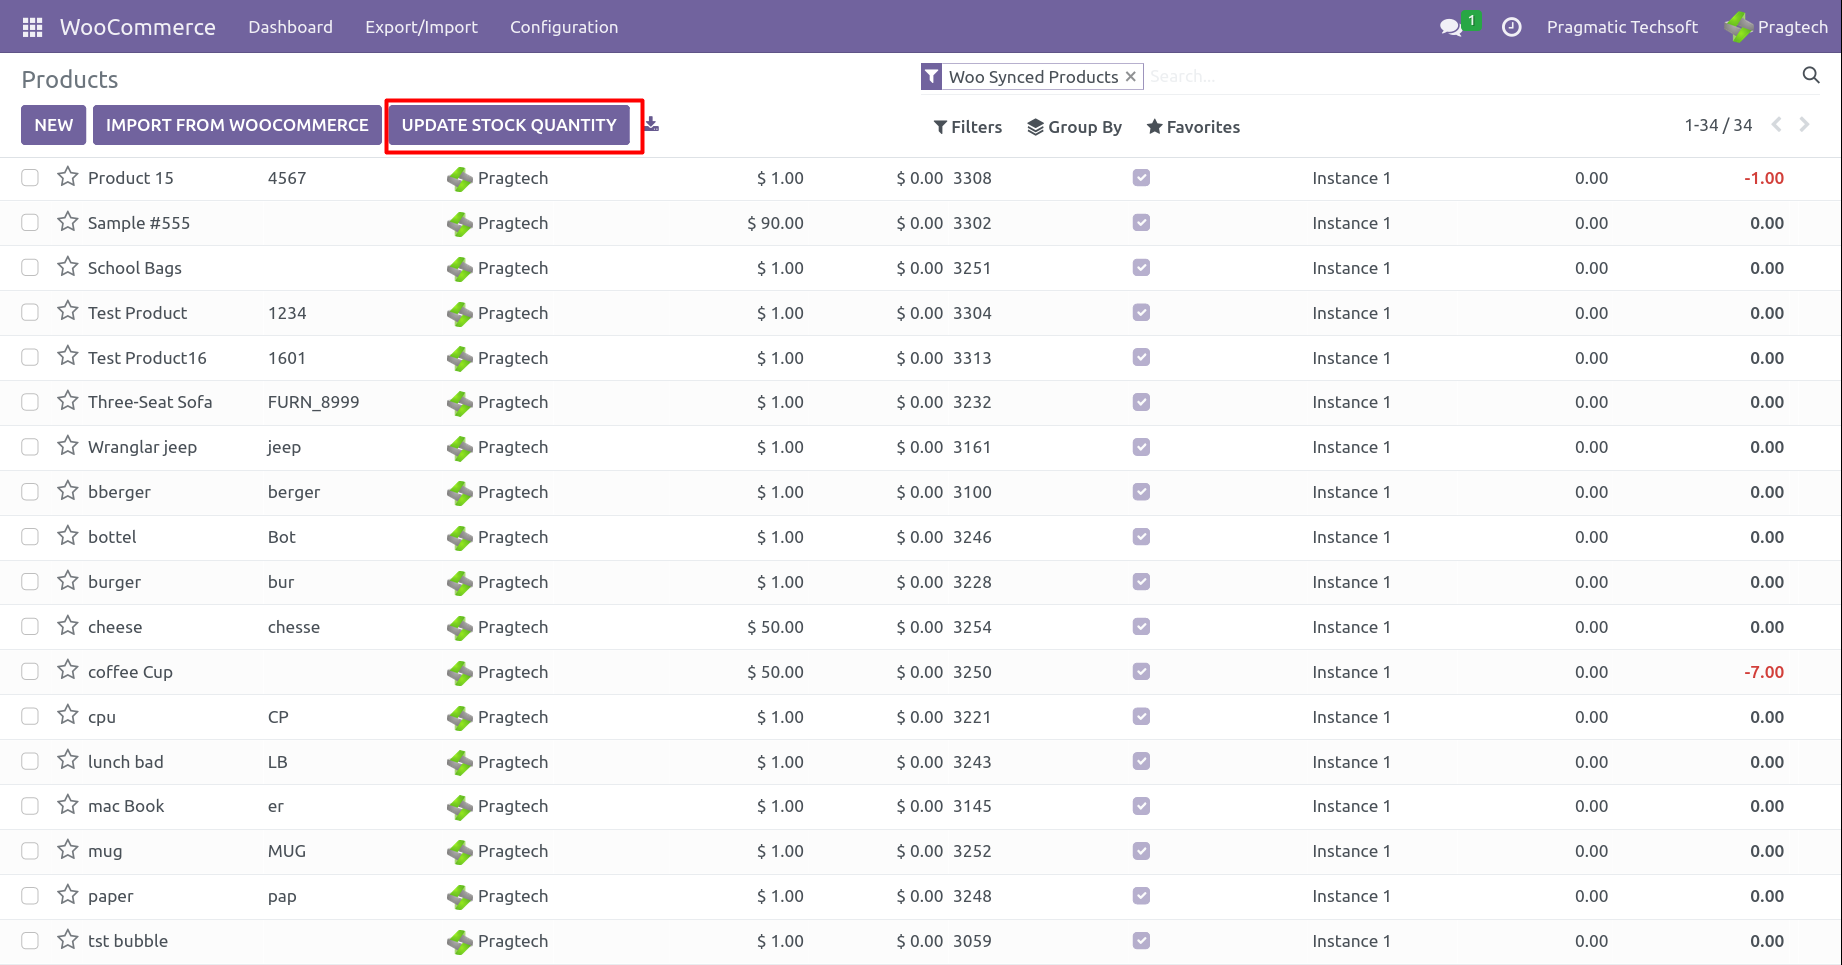 WooCommerce Dashboard Export/Import Configuration 1 Pragmatic Techsoft Pragtech
Products Woo Synced Products × Search...
NEW IMPORT FROM WOOCOMMERCE UPDATE STOCK QUANTITY Filters Group By Favorites 1-34 / 34
Product 15 4567 Pragtech $ 1.00 $ 0.00 3308 Instance 1 0.00 -1.00
Sample #555 Pragtech $ 90.00 $ 0.00 3302 Instance 1 0.00 0.00
School Bags Pragtech $ 1.00 $ 0.00 3251 Instance 1 0.00 0.00
Test Product 1234 Pragtech $ 1.00 $ 0.00 3304 Instance 1 0.00 0.00
Test Product16 1601 Pragtech $ 1.00 $ 0.00 3313 Instance 1 0.00 0.00
Three-Seat Sofa FURN_8999 Pragtech $ 1.00 $ 0.00 3232 Instance 1 0.00 0.00
Wranglar jeep jeep Pragtech $ 1.00 $ 0.00 3161 Instance 1 0.00 0.00
bberger berger Pragtech $ 1.00 $ 0.00 3100 Instance 1 0.00 0.00
bottel Bot Pragtech $ 1.00 $ 0.00 3246 Instance 1 0.00 0.00
burger bur Pragtech $ 1.00 $ 0.00 3228 Instance 1 0.00 0.00
cheese chesse Pragtech $ 50.00 $ 0.00 3254 Instance 1 0.00 0.00
coffee Cup Pragtech $ 50.00 $ 0.00 3250 Instance 1 0.00 -7.00
cpu CP Pragtech $ 1.00 $ 0.00 3221 Instance 1 0.00 0.00
lunch bad LB Pragtech $ 1.00 $ 0.00 3243 Instance 1 0.00 0.00
mac Book er Pragtech $ 1.00 $ 0.00 3145 Instance 1 0.00 0.00
mug MUG Pragtech $ 1.00 $ 0.00 3252 Instance 1 0.00 0.00
paper pap Pragtech $ 1.00 $ 0.00 3248 Instance 1 0.00 0.00
tst bubble Pragtech $ 1.00 $ 0.00 3059 Instance 1 0.00 0.00